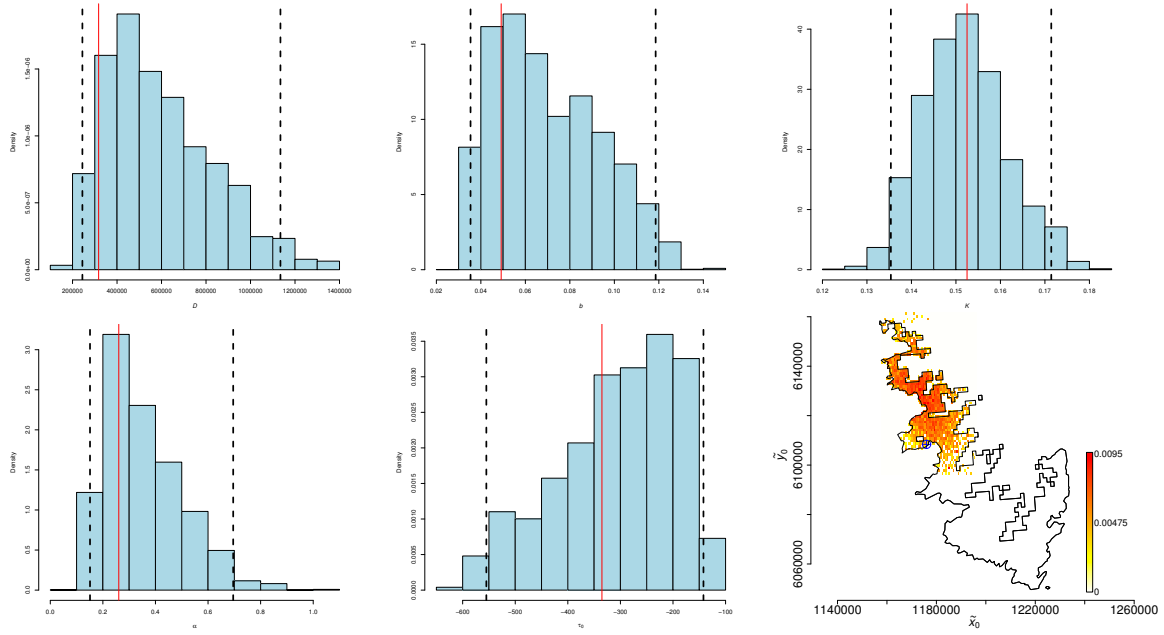 Density
0.0e+00 5.0e-07 1.0e-06 1.5e-06
200000 400000 600000 800000 1000000 1200000 1400000
D
Density
0 5 10 15
0.02 0.04 0.06 0.08 0.10 0.12 0.14
b
Density
0 10 20 30 40
0.12 0.13 0.14 0.15 0.16 0.17 0.18
K
Density
0.0 0.5 1.0 1.5 2.0 2.5 3.0
0.0 0.2 0.4 0.6 0.8 1.0
α
Density
0.0000 0.0005 0.0010 0.0015 0.0020 0.0025 0.0030 0.0035
−600 −500 −400 −300 −200 −100
τ₀
ỹ₀
6060000 6100000 6140000
0.0095
0.00475
0
1140000 1180000 1220000 1260000
x̃₀